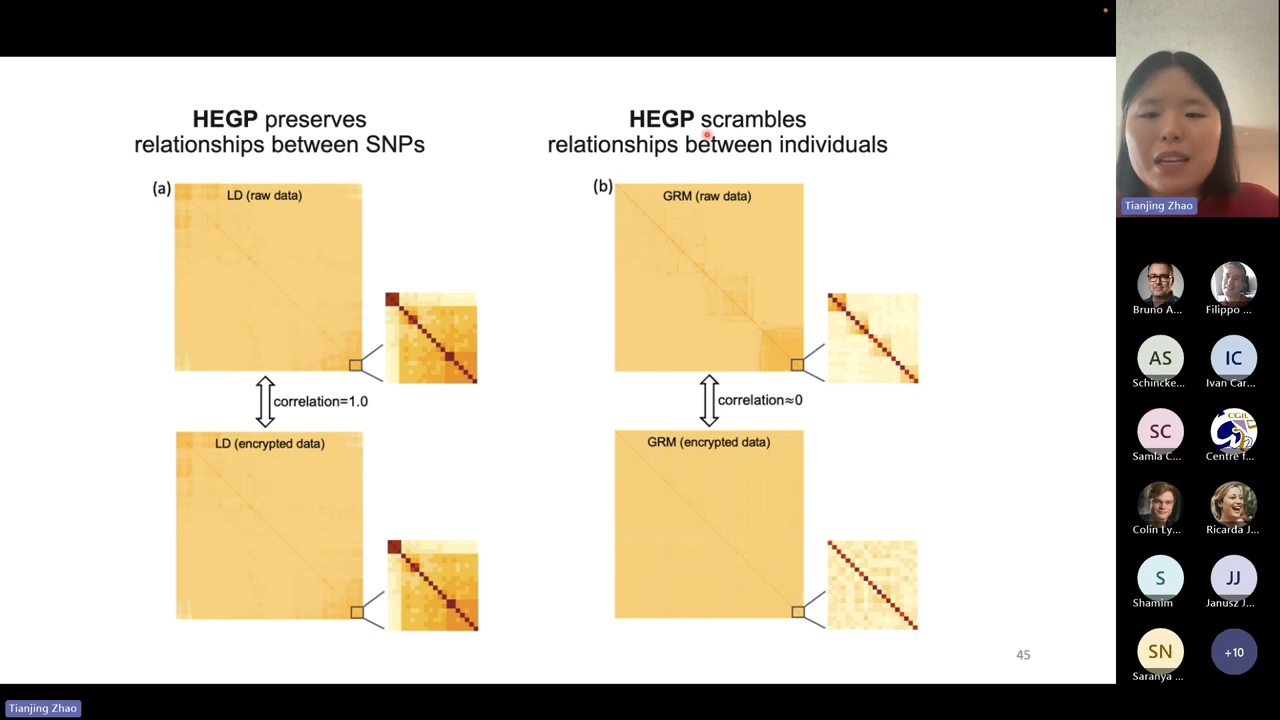 HEGP preserves
relationships between SNPs
(a)
LD (raw data)
correlation=1.0
LD (encrypted data)
HEGP scrambles
relationships between individuals
(b)
GRM (raw data)
correlation≈0
GRM (encrypted data)
45
Tianjing Zhao
Bruno A...
Filippo ...
AS
Schincke...
IC
Ivan Car...
SC
Samla C...
CGIL
Centre f...
Colin Ly...
Ricarda J...
S
Shamim
JJ
Janusz J...
SN
Saranya ...
+10
Tianjing Zhao